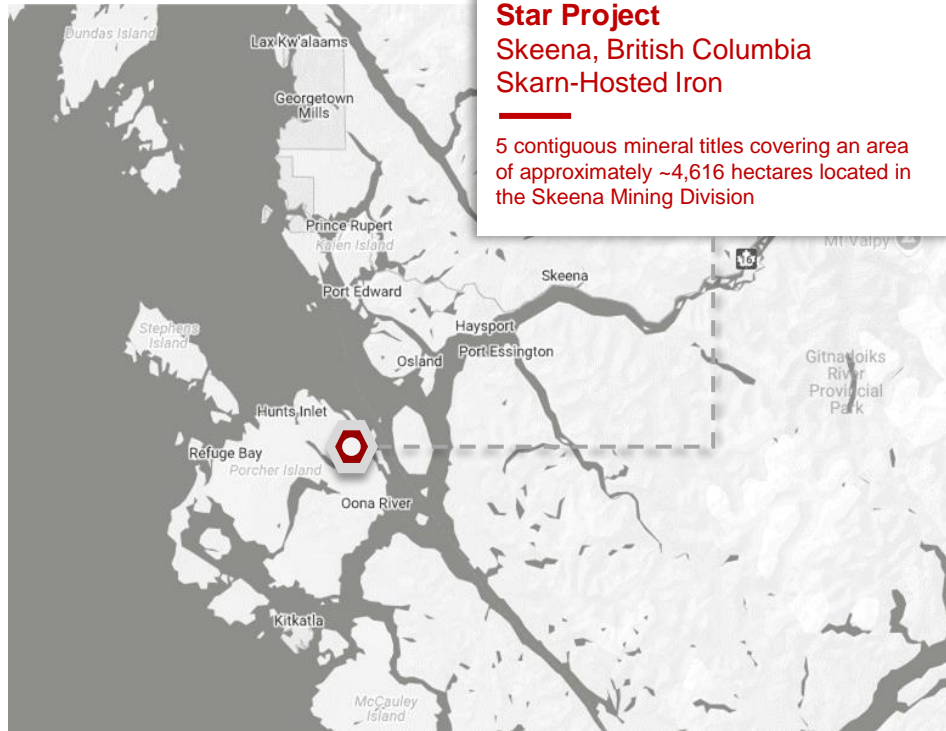 Dundas Island
Lax Kw'alaams
Georgetown
Mills
Star Project
Skeena, British Columbia
Skarn-Hosted Iron
5 contiguous mineral titles covering an area
of approximately ~4,616 hectares located in
the Skeena Mining Division
Prince Rupert
Kaien Island
Mt Valpy
16
Skeena
Port Edward
Stephens
Island
Haysport
Port Essington
Osland
Gitnadoiks
River
Provincial
Park
Hunts Inlet
Refuge Bay
Porcher Island
Oona River
Kitkatla
McCauley
Island